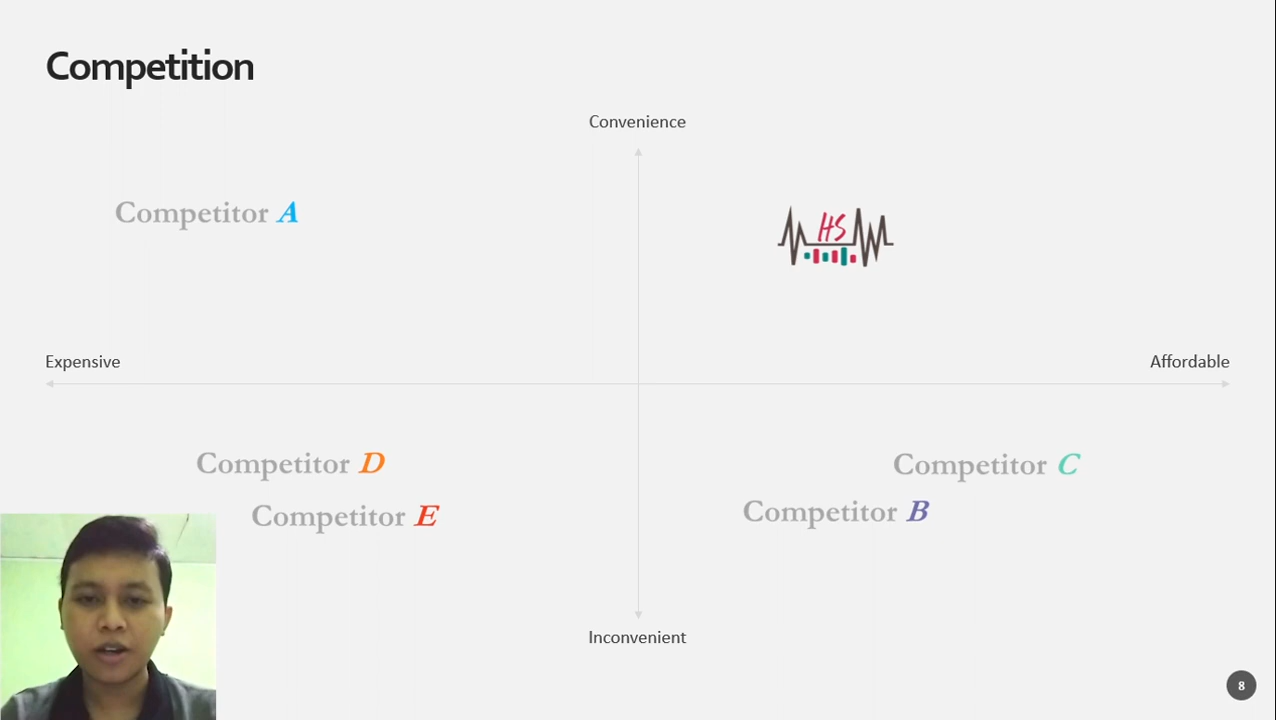 Competition
Convenience
Competitor A
HS
Expensive
Affordable
Competitor D
Competitor C
Competitor B
Competitor E
Inconvenient
8